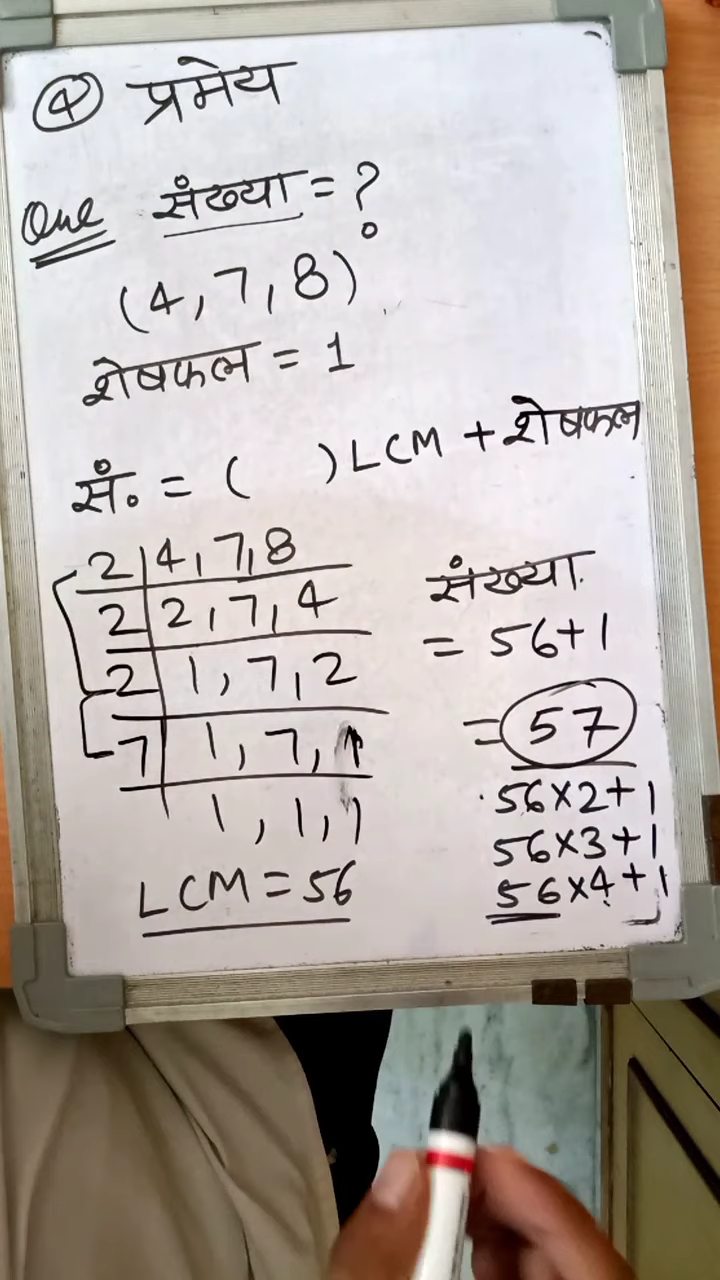 ④ प्रमेय
Que संख्या = ?
(4, 7, 8)
शेषफल = 1
सं. = ( ) LCM + शेषफल
2 | 4, 7, 8
2 | 2, 7, 4
2 | 1, 7, 2
7 | 1, 7, 1
1, 1, 1
LCM = 56
संख्या.
= 56+1
= 57
56×2+1
56×3+1
56×4+1